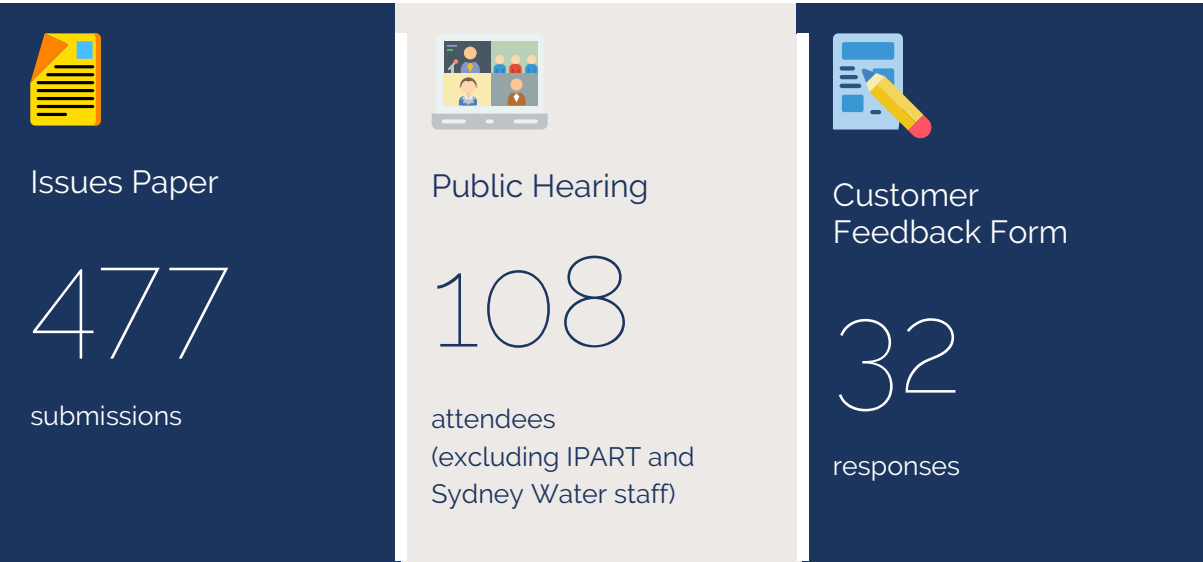 Issues Paper
477
submissions
Public Hearing
108
attendees
(excluding IPART and
Sydney Water staff)
Customer
Feedback Form
32
responses